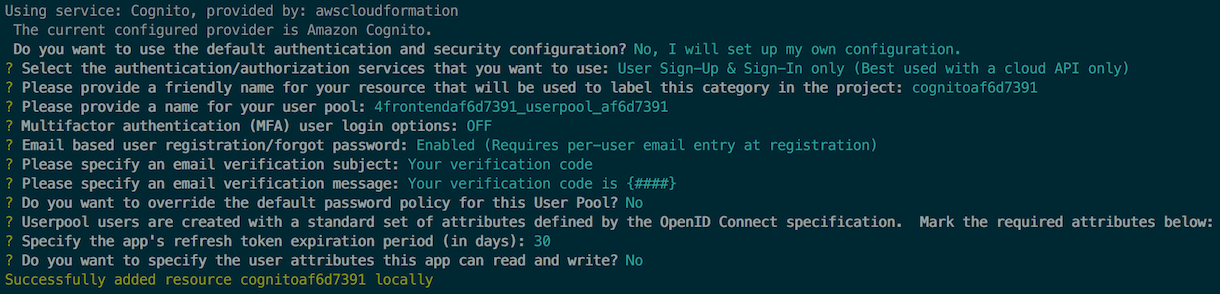 Using service: Cognito, provided by: awscloudformation
The current configured provider is Amazon Cognito.
Do you want to use the default authentication and security configuration? No, I will set up my own configuration.
? Select the authentication/authorization services that you want to use: User Sign-Up & Sign-In only (Best used with a cloud API only)
? Please provide a friendly name for your resource that will be used to label this category in the project: cognitoaf6d7391
? Please provide a name for your user pool: 4frontendaf6d7391_userpool_af6d7391
? Multifactor authentication (MFA) user login options: OFF
? Email based user registration/forgot password: Enabled (Requires per-user email entry at registration)
? Please specify an email verification subject: Your verification code
? Please specify an email verification message: Your verification code is {####}
? Do you want to override the default password policy for this User Pool? No
? Userpool users are created with a standard set of attributes defined by the OpenID Connect specification.  Mark the required attributes below:
? Specify the app's refresh token expiration period (in days): 30
? Do you want to specify the user attributes this app can read and write? No
Successfully added resource cognitoaf6d7391 locally